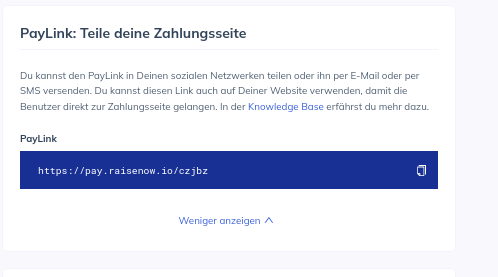 PayLink: Teile deine Zahlungsseite
Du kannst den PayLink in Deinen sozialen Netzwerken teilen oder ihn per E-Mail oder per
SMS versenden. Du kannst diesen Link auch auf Deiner Website verwenden, damit die
Benutzer direkt zur Zahlungsseite gelangen. In der Knowledge Base erfährst du mehr dazu.
PayLink
https://pay.raisenow.io/czjbz
Weniger anzeigen